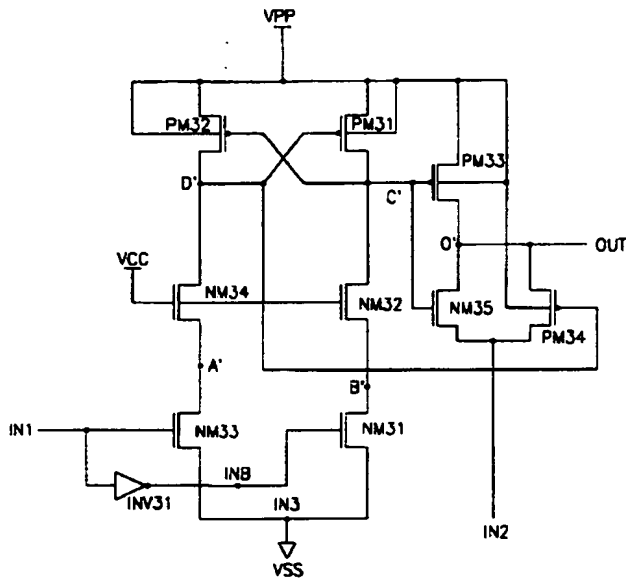 VPP
PM32
PM31
PM33
D'
C'
O'
OUT
VCC
NM34
NM32
NM35
PM34
A'
B'
IN1
NM33
NM31
INB
INV31
IN3
IN2
VSS